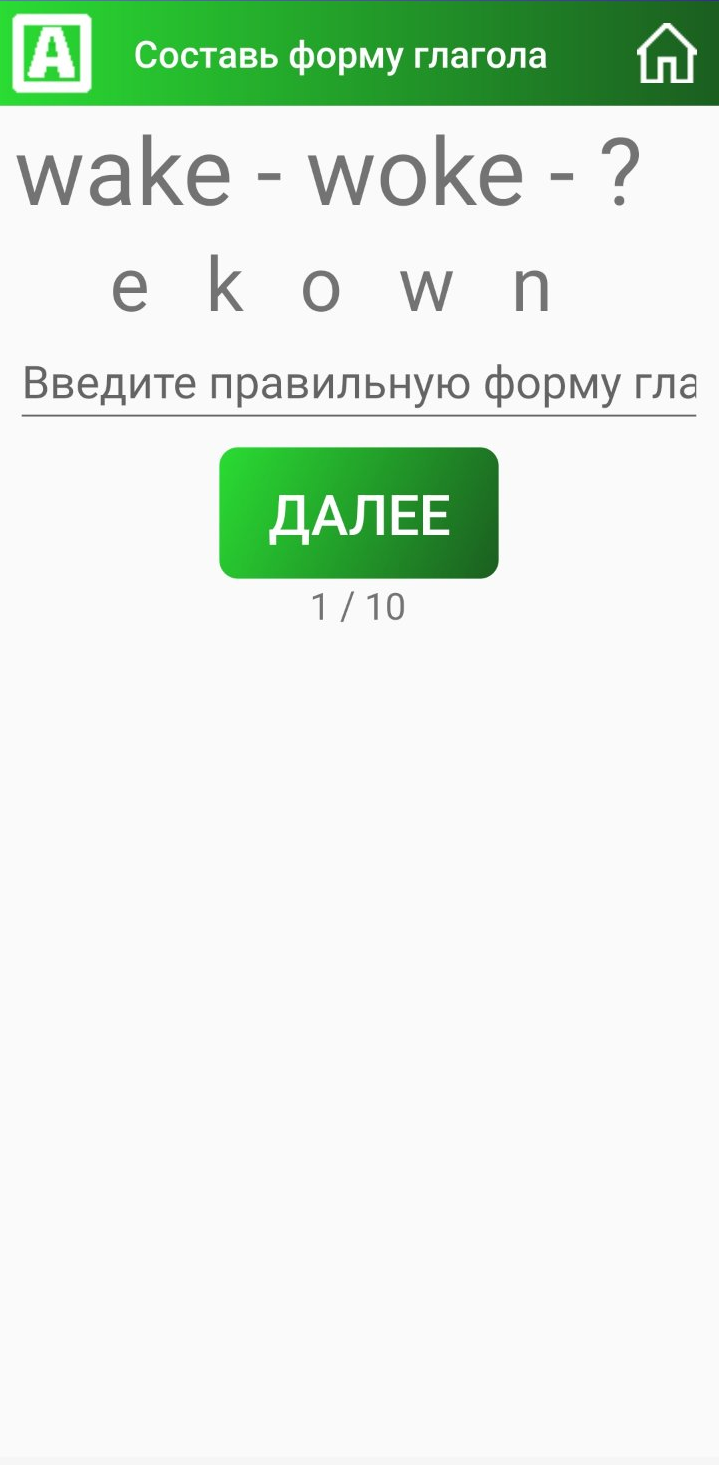 A
Составь форму глагола
wake - woke - ?
e k o w n
Введите правильную форму гла
ДАЛЕЕ
1 / 10